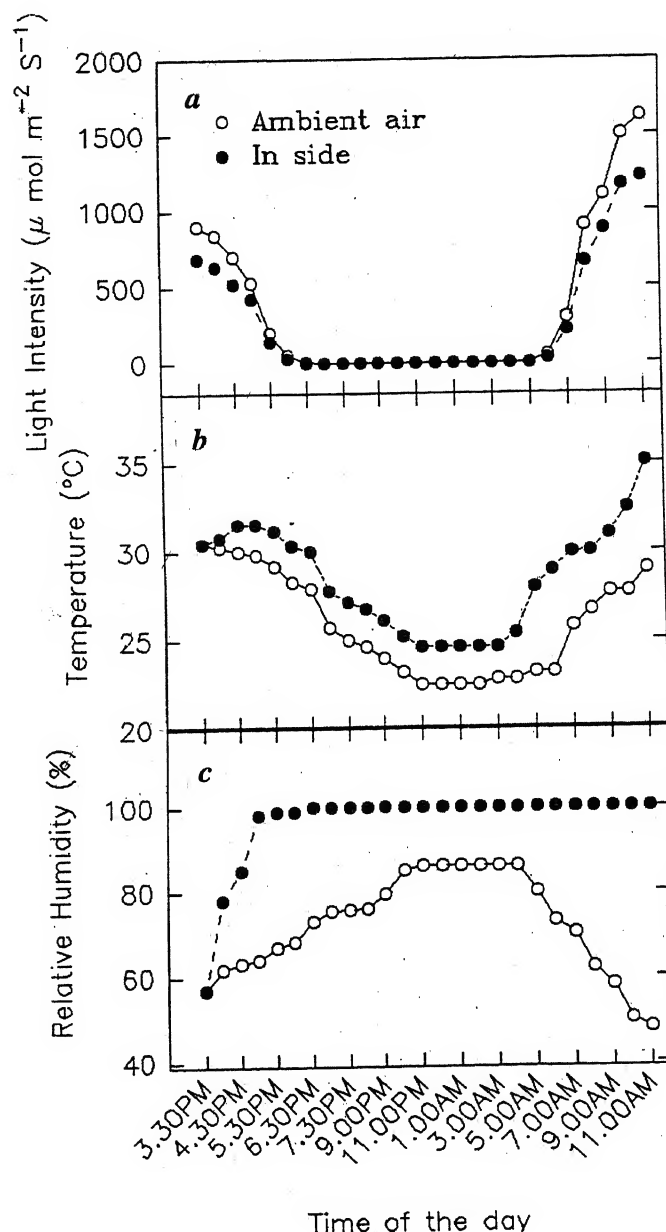 Light Intensity (μ mol m⁻² S⁻¹)
2000
1500
1000
500
0
a
Ambient air
In side
Temperature (°C)
35
30
25
20
b
Relative Humidity (%)
100
80
60
40
c
3.30PM
4.30PM
5.30PM
6.30PM
7.30PM
9.00PM
11.00PM
1.00AM
3.00AM
5.00AM
7.00AM
9.00AM
11.00AM
Time of the day